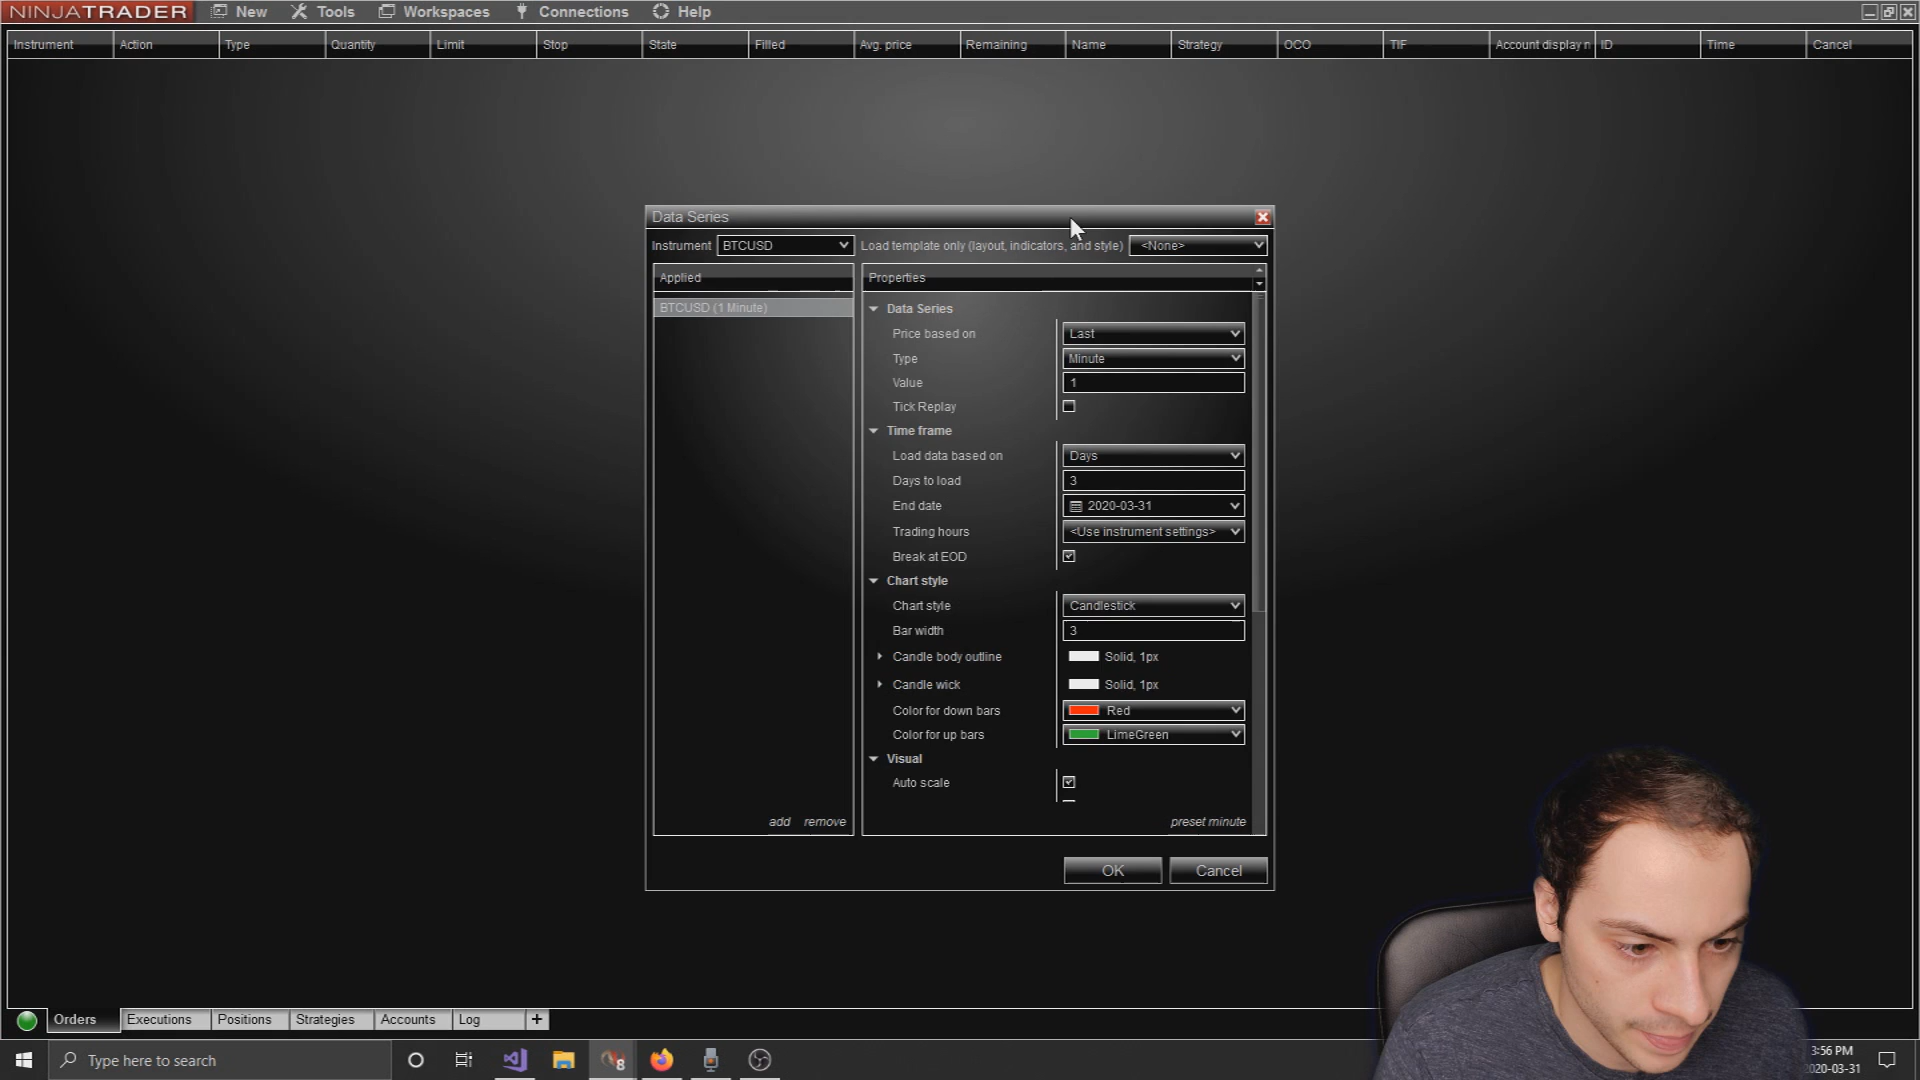 NINJATRADER New Tools Workspaces Connections Help
Instrument Action Type Quantity Limit Stop State Filled Avg. price Remaining Name Strategy OCO TIF Account display n ID Time Cancel
Data Series
Instrument BTCUSD Load template only (layout, indicators, and style) <None>
Applied Properties
BTCUSD (1 Minute) Data Series
Price based on Last
Type Minute
Value 1
Tick Replay
Time frame
Load data based on Days
Days to load 3
End date 2020-03-31
Trading hours <Use instrument settings>
Break at EOD
Chart style
Chart style Candlestick
Bar width 3
Candle body outline Solid, 1px
Candle wick Solid, 1px
Color for down bars Red
Color for up bars LimeGreen
Visual
Auto scale
add remove preset minute
OK Cancel
Orders Executions Positions Strategies Accounts Log +
Type here to search 8 3:56 PM
020-03-31